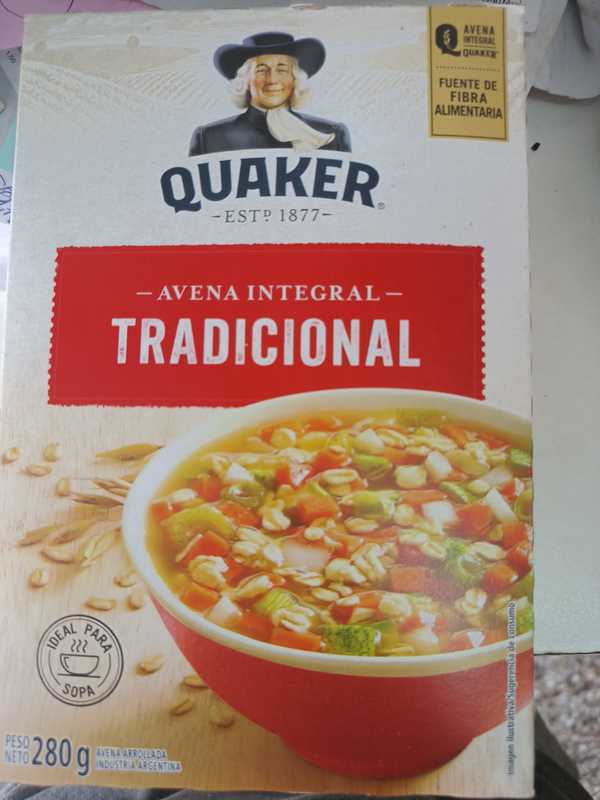 AVENA
INTEGRAL
QUAKER
FUENTE DE
FIBRA
ALIMENTARIA
QUAKER®
-ESTD 1877-
– AVENA INTEGRAL –
TRADICIONAL
IDEAL PARA
SOPA
PESO
NETO 280 g
AVENA ARROLLADA
INDUSTRIA ARGENTINA
Imagen ilustrativa/Sugerencia de consumo